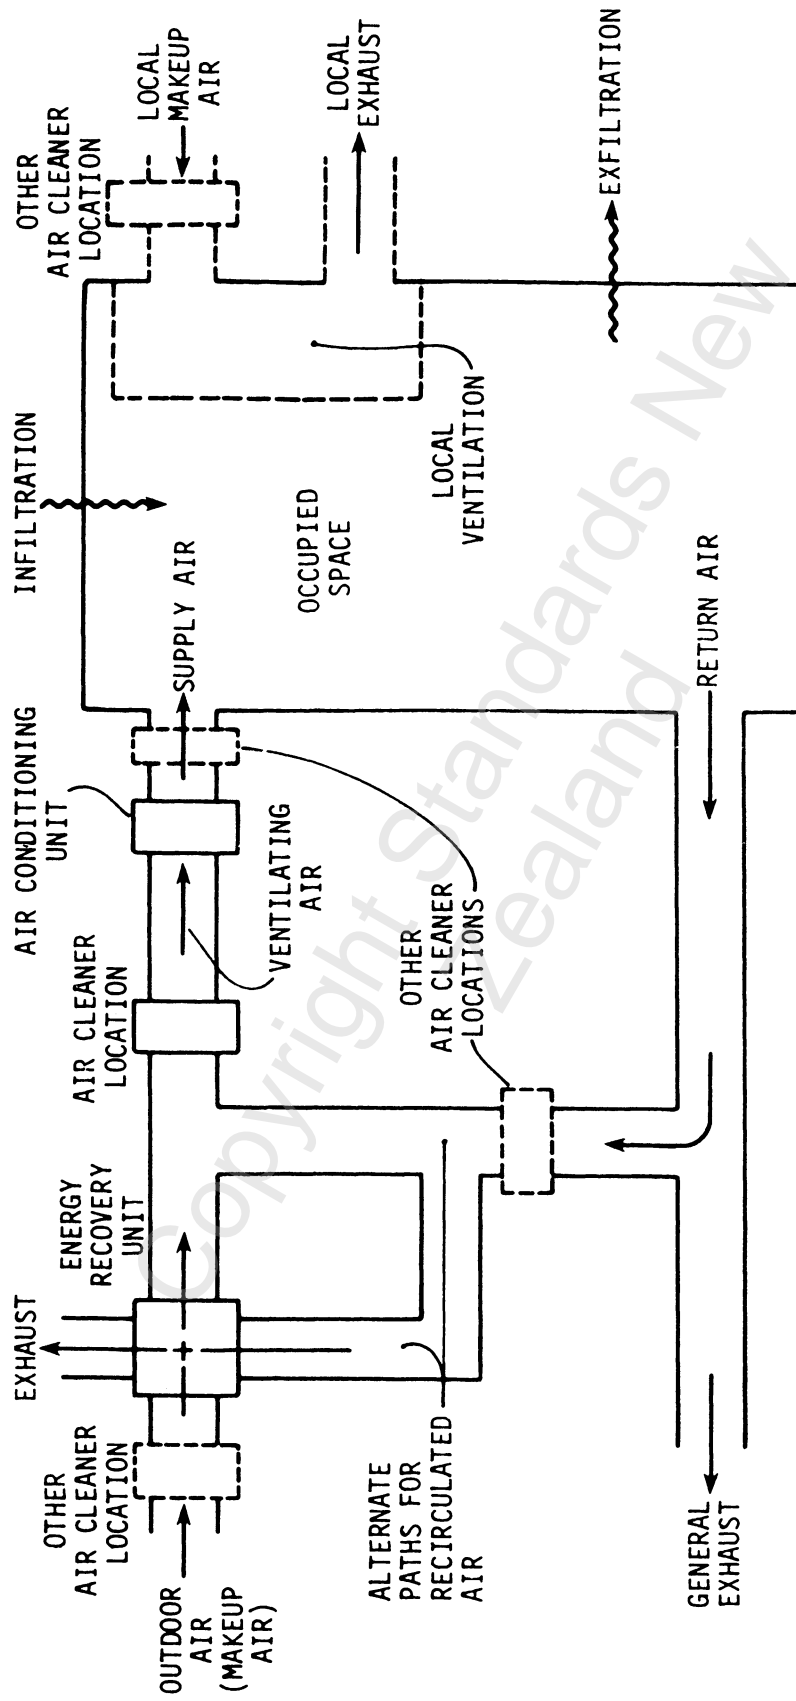 OTHER
AIR CLEANER
LOCATION
OUTDOOR
AIR
(MAKEUP
AIR)
EXHAUST
ENERGY
RECOVERY
UNIT
AIR CLEANER
LOCATION
AIR CONDITIONING
UNIT
SUPPLY AIR
VENTILATING
AIR
INFILTRATION
OTHER
AIR CLEANER
LOCATION
LOCAL
MAKEUP
AIR
LOCAL
EXHAUST
OCCUPIED
SPACE
LOCAL
VENTILATION
EXFILTRATION
OTHER
AIR CLEANER
LOCATIONS
ALTERNATE
PATHS FOR
RECIRCULATED
AIR
RETURN AIR
GENERAL
EXHAUST
Copyright Standards New
Zealand